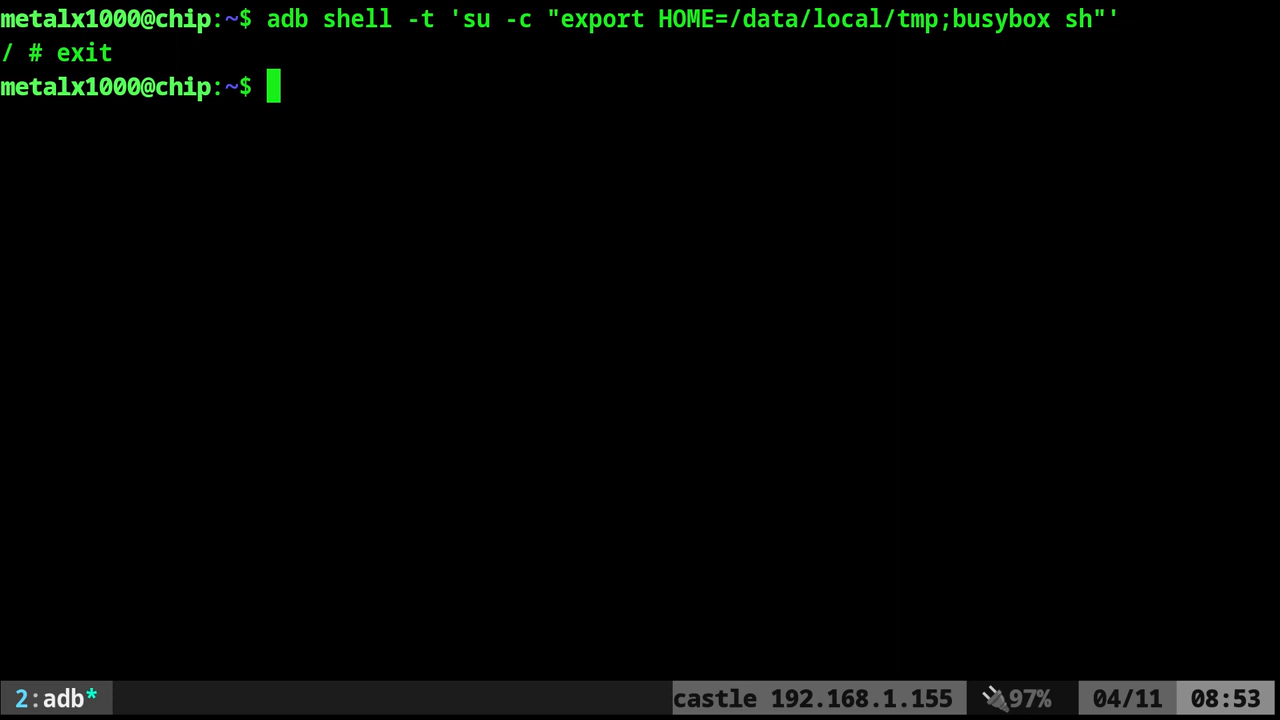 metalx1000@chip:~$ adb shell -t 'su -c "export HOME=/data/local/tmp;busybox sh"'
/ # exit
metalx1000@chip:~$
2:adb* castle 192.168.1.155 🔌97% 04/11 08:53